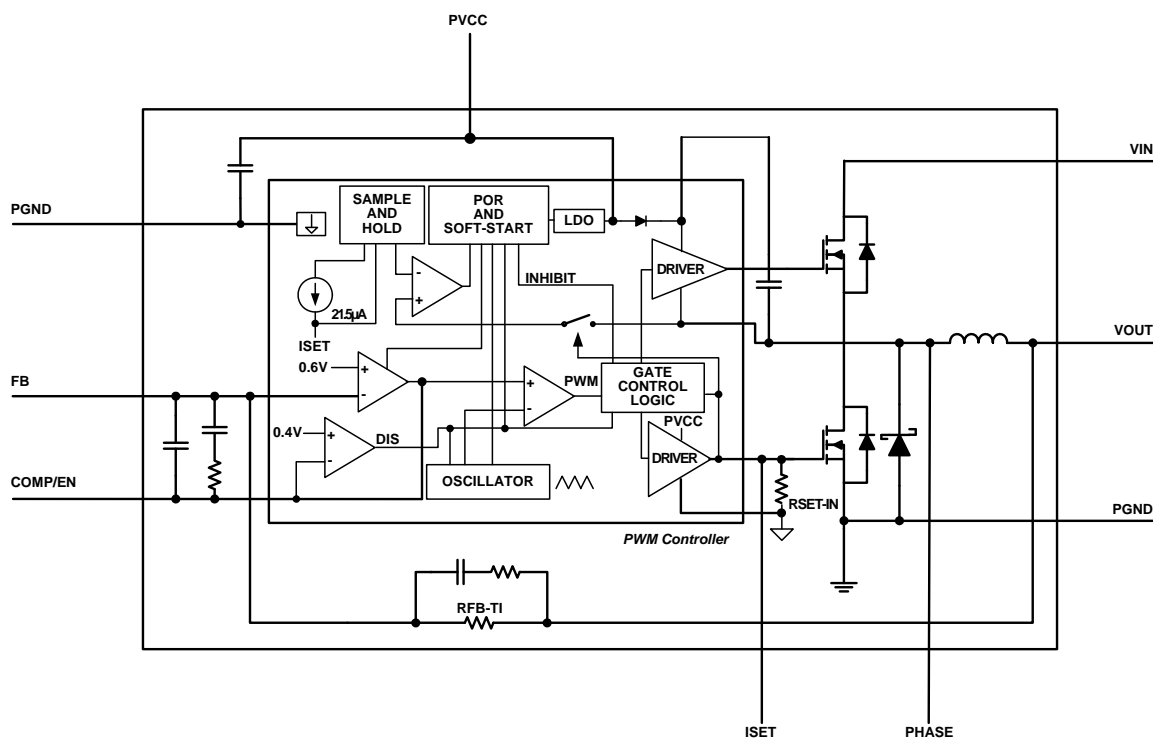 PVCC
VIN
PGND
SAMPLE
AND
HOLD
POR
AND
SOFT-START
LDO
DRIVER
INHIBIT
21.5µA
ISET
VOUT
0.6V
FB
PWM
GATE
CONTROL
LOGIC
PVCC
0.4V
DIS
DRIVER
COMP/EN
OSCILLATOR
RSET-IN
PGND
PWM Controller
RFB-TI
ISET
PHASE